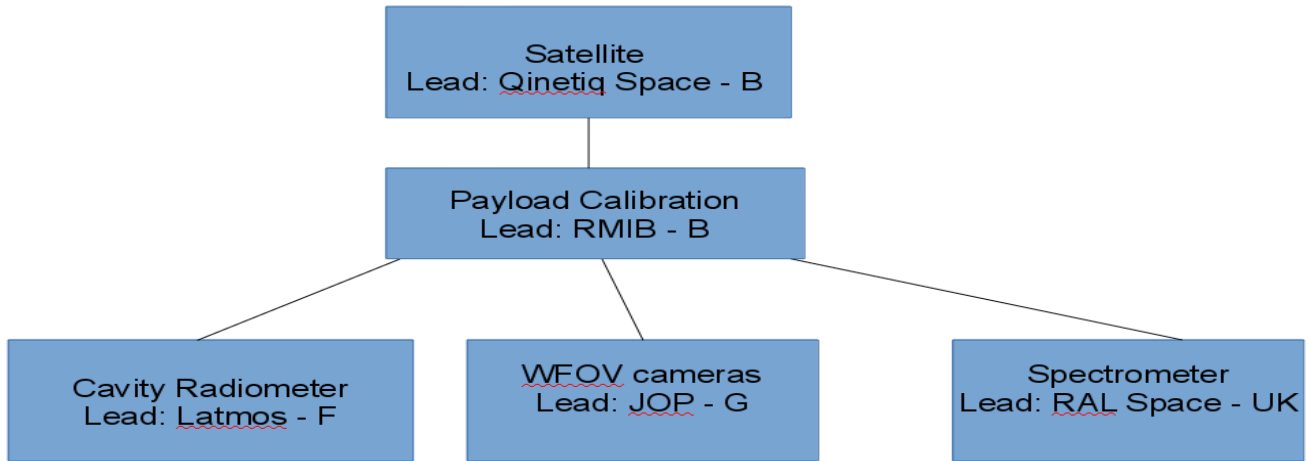 Satellite
Lead: Qinetiq Space - B
Payload Calibration
Lead: RMIB - B
Cavity Radiometer
Lead: Latmos - F
WFOV cameras
Lead: JOP - G
Spectrometer
Lead: RAL Space - UK